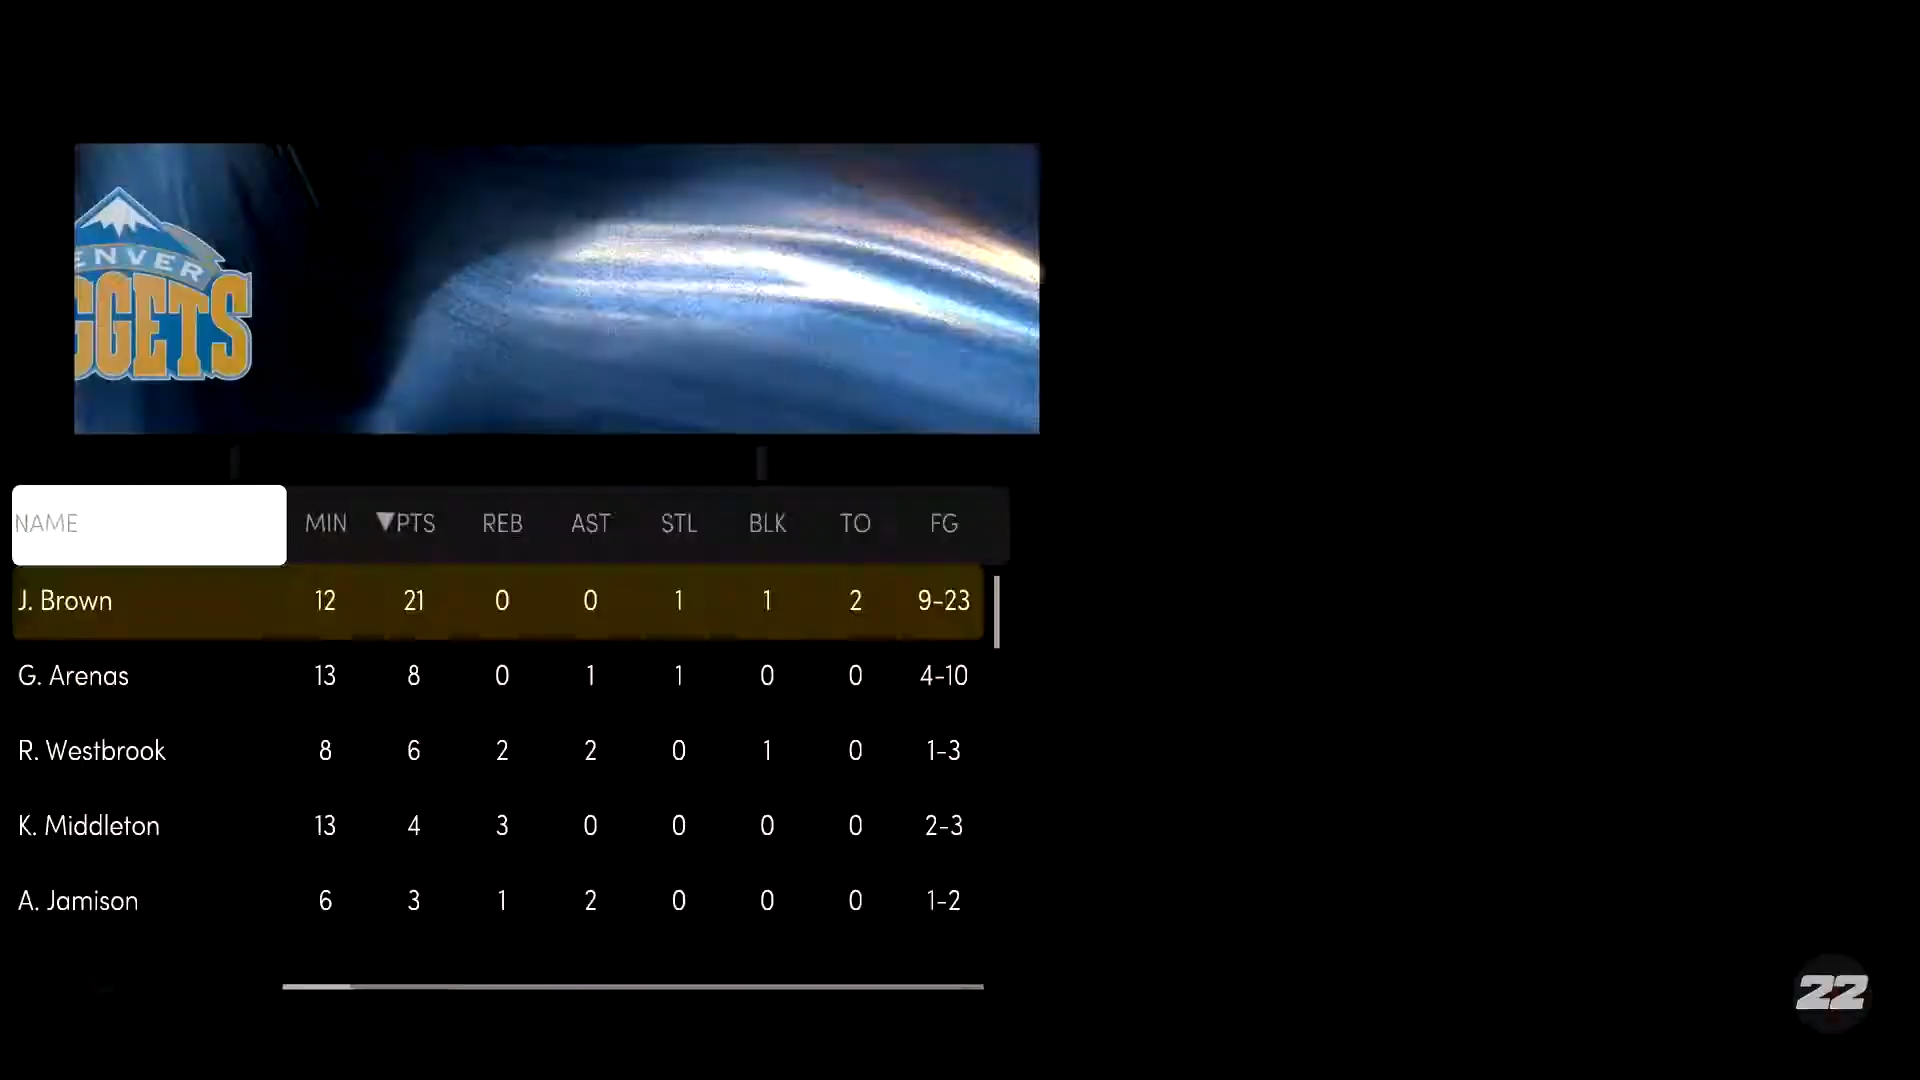 ENVER
GGETS
NAME MIN ▼PTS REB AST STL BLK TO FG
J. Brown 12 21 0 0 1 1 2 9-23
G. Arenas 13 8 0 1 1 0 0 4-10
R. Westbrook 8 6 2 2 0 1 0 1-3
K. Middleton 13 4 3 0 0 0 0 2-3
A. Jamison 6 3 1 2 0 0 0 1-2
22